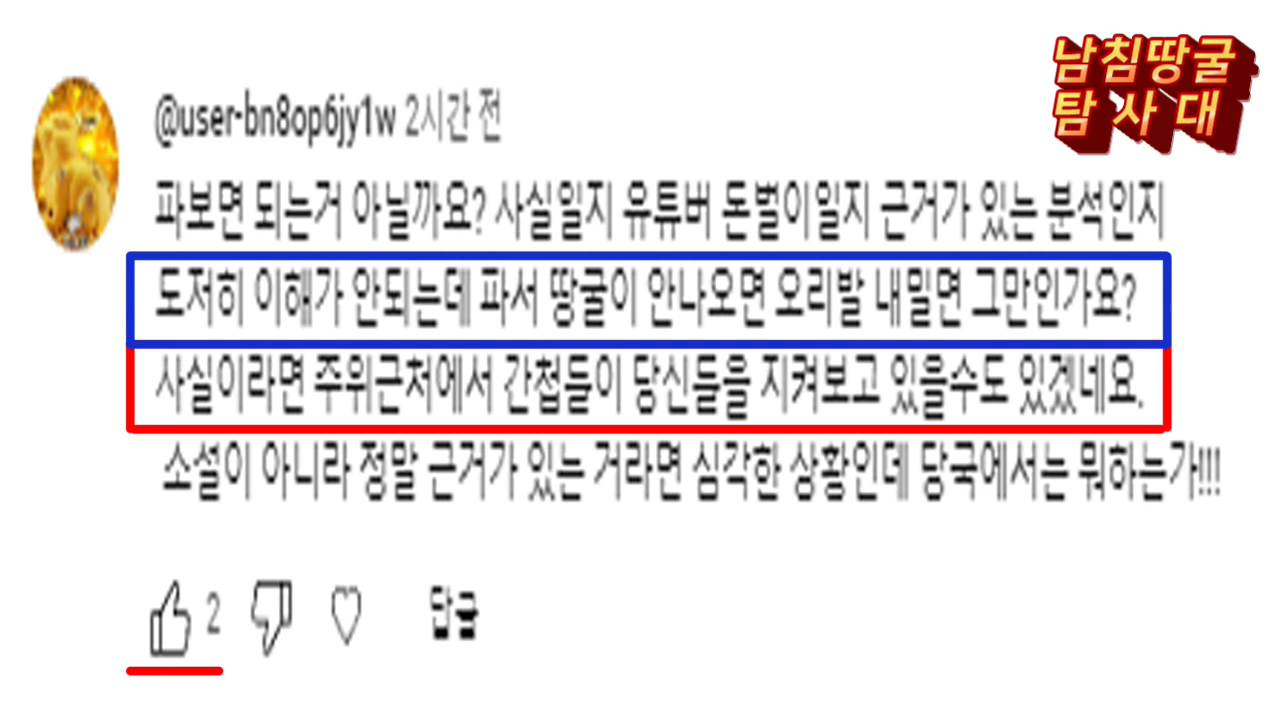 남침땅굴
탐사대
@user-bn8op6jy1w 2시간 전
파보면 되는거 아닐까요? 사실일지 유튜버 돈벌이일지 근거가 있는 분석인지
도저히 이해가 안되는데 파서 땅굴이 안나오면 오리발 내밀면 그만인가요?
사실이라면 주위근처에서 간첩들이 당신들을 지켜보고 있을수도 있겠네요.
소설이 아니라 정말 근거가 있는 거라면 심각한 상황인데 당국에서는 뭐하는가!!!
2
답글